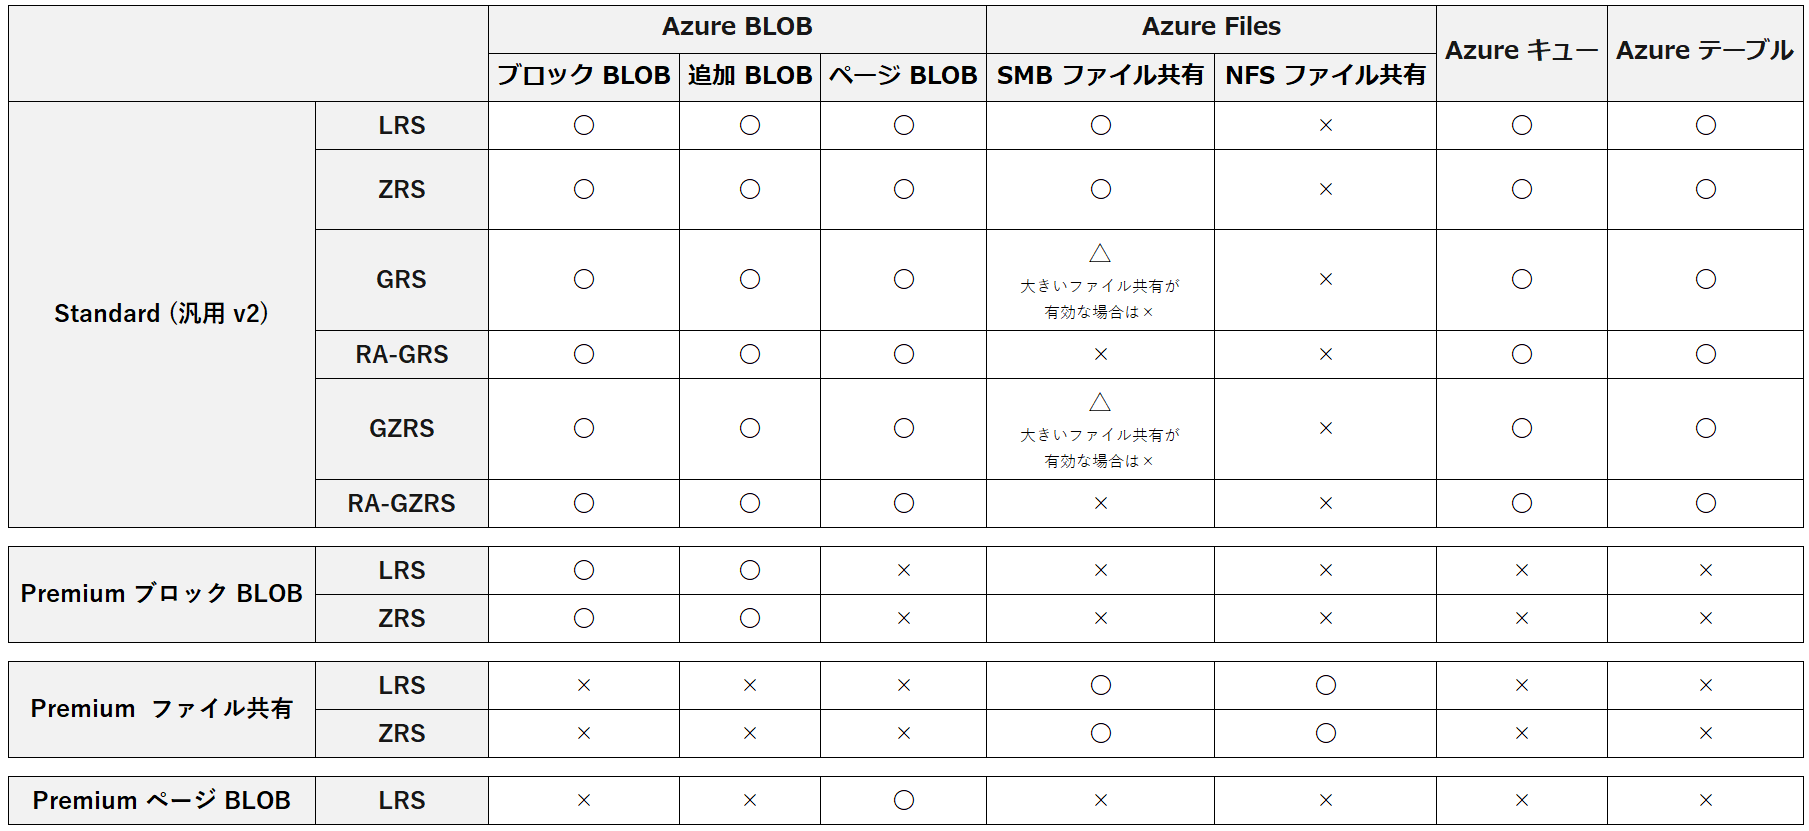 Azure BLOB Azure Files Azure キュー Azure テーブル
ブロック BLOB 追加 BLOB ページ BLOB SMB ファイル共有 NFS ファイル共有
Standard (汎用 v2)
LRS ○ ○ ○ ○ × ○ ○
ZRS ○ ○ ○ ○ × ○ ○
GRS ○ ○ ○ △ × ○ ○
大きいファイル共有が
有効な場合は×
RA-GRS ○ ○ ○ × × ○ ○
GZRS ○ ○ ○ △ × ○ ○
大きいファイル共有が
有効な場合は×
RA-GZRS ○ ○ ○ × × ○ ○
Premium ブロック BLOB
LRS ○ ○ × × × × ×
ZRS ○ ○ × × × × ×
Premium ファイル共有
LRS × × × ○ ○ × ×
ZRS × × × ○ ○ × ×
Premium ページ BLOB LRS × × ○ × × × ×